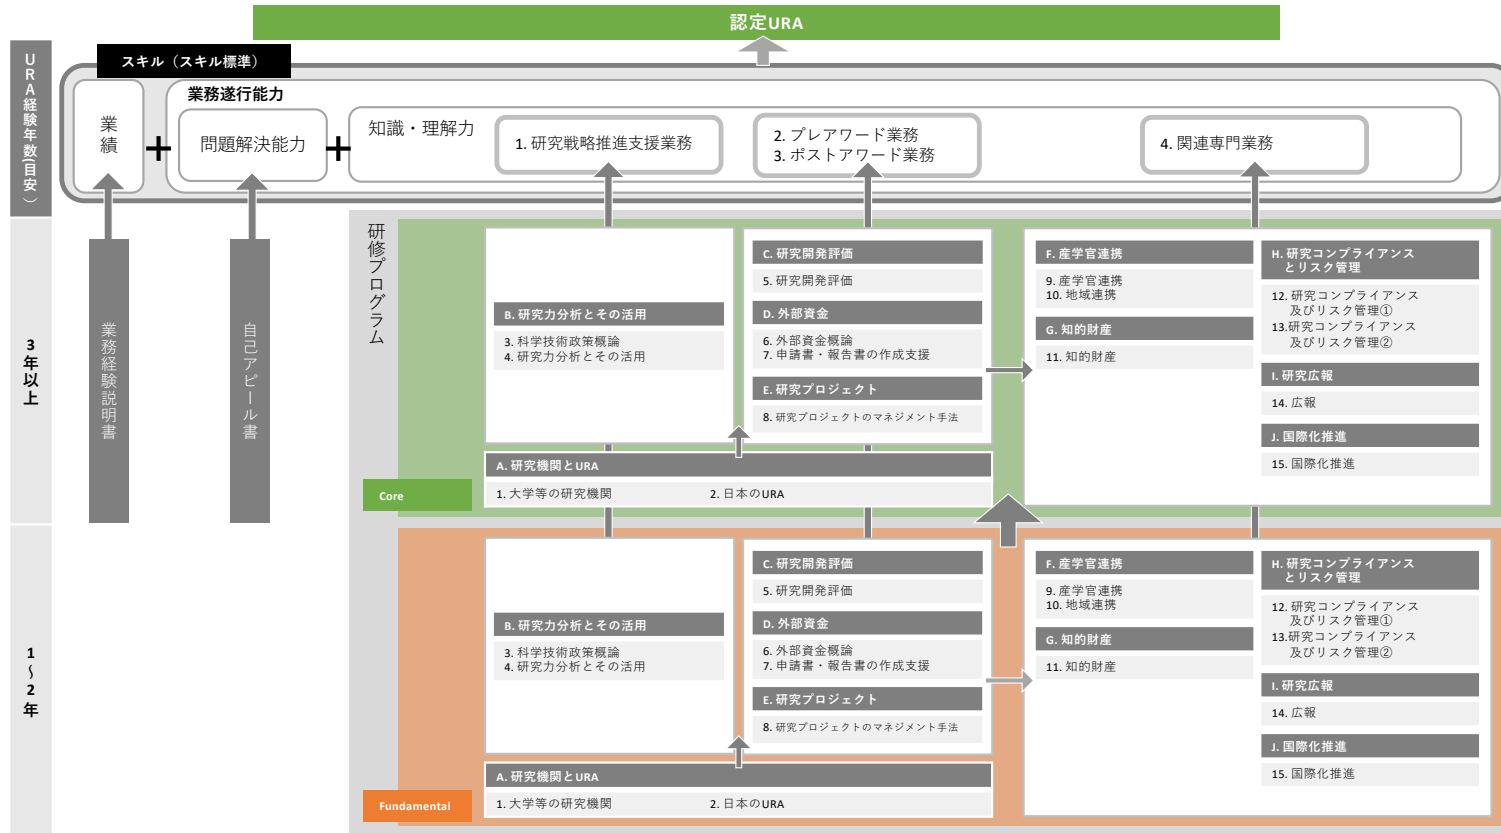 認定URA
URA経験年数(目安)
スキル（スキル標準）
業績
+
業務遂行能力
問題解決能力
+
知識・理解力
1. 研究戦略推進支援業務
2. プレアワード業務
3. ポストアワード業務
4. 関連専門業務
3年以上
業務経験説明書
自己アピール書
研修プログラム
B. 研究力分析とその活用
3. 科学技術政策概論
4. 研究力分析とその活用
C. 研究開発評価
5. 研究開発評価
D. 外部資金
6. 外部資金概論
7. 申請書・報告書の作成支援
E. 研究プロジェクト
8. 研究プロジェクトのマネジメント手法
F. 産学官連携
9. 産学官連携
10. 地域連携
G. 知的財産
11. 知的財産
H. 研究コンプライアンス
とリスク管理
12. 研究コンプライアンス
及びリスク管理①
13.研究コンプライアンス
及びリスク管理②
I. 研究広報
14. 広報
J. 国際化推進
15. 国際化推進
A. 研究機関とURA
1. 大学等の研究機関
2. 日本のURA
Core
1～2年
B. 研究力分析とその活用
3. 科学技術政策概論
4. 研究力分析とその活用
C. 研究開発評価
5. 研究開発評価
D. 外部資金
6. 外部資金概論
7. 申請書・報告書の作成支援
E. 研究プロジェクト
8. 研究プロジェクトのマネジメント手法
F. 産学官連携
9. 産学官連携
10. 地域連携
G. 知的財産
11. 知的財産
H. 研究コンプライアンス
とリスク管理
12. 研究コンプライアンス
及びリスク管理①
13.研究コンプライアンス
及びリスク管理②
I. 研究広報
14. 広報
J. 国際化推進
15. 国際化推進
A. 研究機関とURA
1. 大学等の研究機関
2. 日本のURA
Fundamental